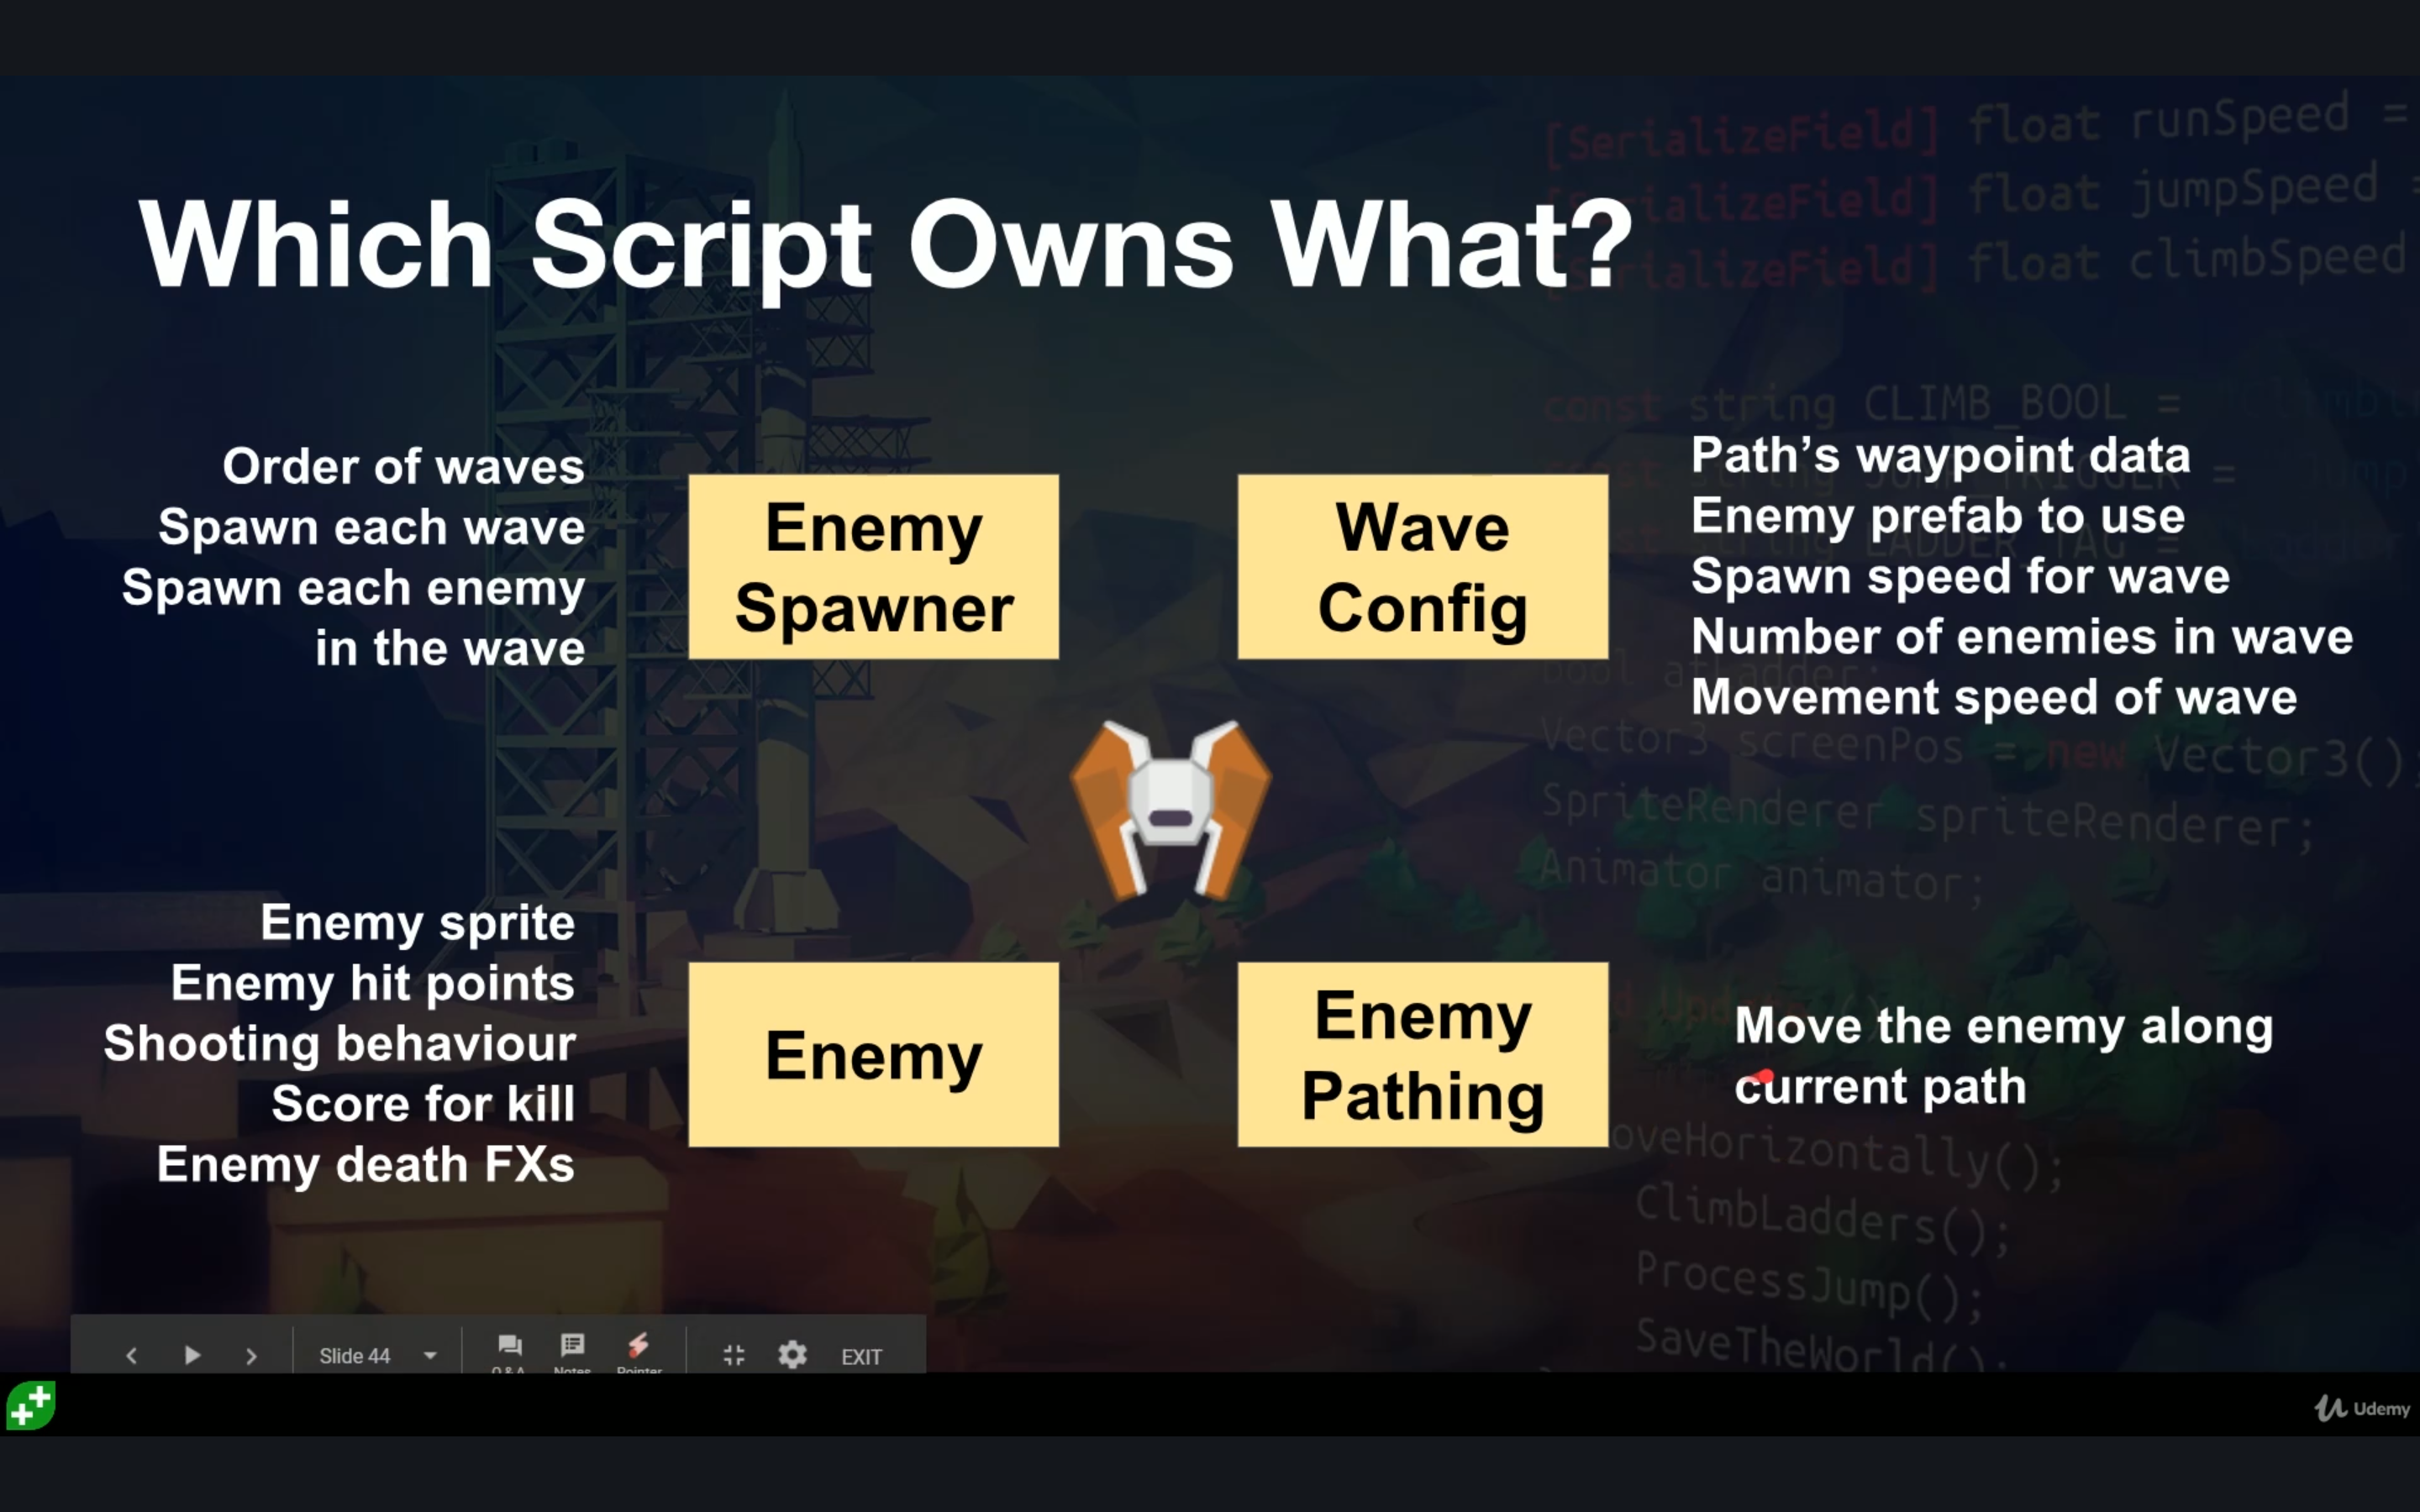 Which Script Owns What?
[SerializeField] float runSpeed =
[SerializeField] float jumpSpeed =
[SerializeField] float climbSpeed
const string CLIMB_BOOL =
Order of waves
Spawn each wave
Spawn each enemy
in the wave
Enemy
Spawner
Wave
Config
Path’s waypoint data
Enemy prefab to use
Spawn speed for wave
Number of enemies in wave
Movement speed of wave
Vector3 screenPos = new Vector3();
SpriteRenderer spriteRenderer;
Animator animator;
Enemy sprite
Enemy hit points
Shooting behaviour
Score for kill
Enemy death FXs
Enemy
Enemy
Pathing
Move the enemy along
current path
oveHorizontally();
ClimbLadders();
ProcessJump();
SaveTheWorld();
Slide 44
Q & A
Notes
Pointer
EXIT
Udemy